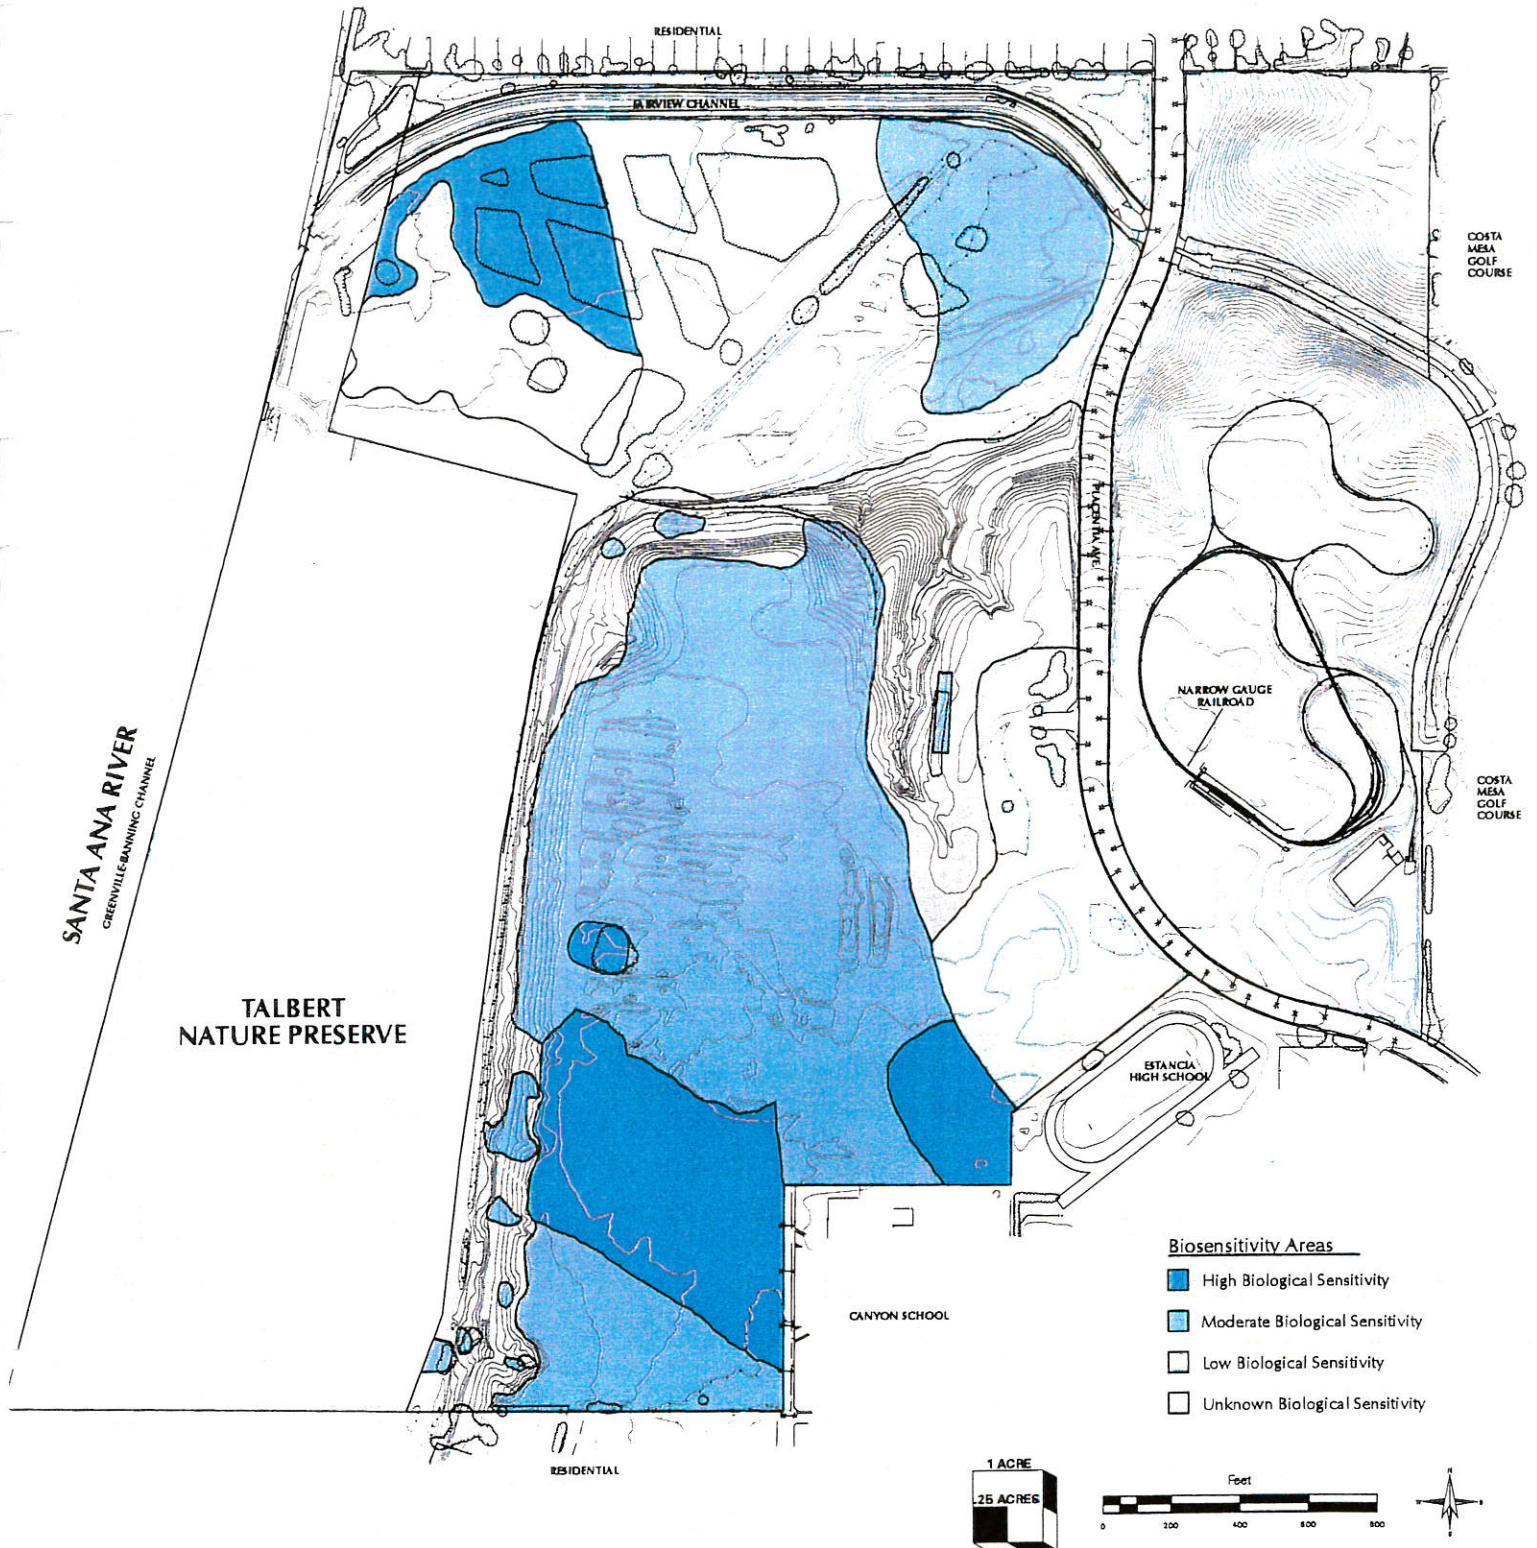 RESIDENTIAL
FAIRVIEW CHANNEL
COSTA
MESA
GOLF
COURSE
PLACENTIA AVE
NARROW GAUGE
RAILROAD
COSTA
MESA
GOLF
COURSE
SANTA ANA RIVER
GREENVILLE-BANNING CHANNEL
TALBERT
NATURE PRESERVE
ESTANCIA
HIGH SCHOOL
CANYON SCHOOL
RESIDENTIAL
Biosensitivity Areas
High Biological Sensitivity
Moderate Biological Sensitivity
Low Biological Sensitivity
Unknown Biological Sensitivity
1 ACRE
.25 ACRES
Feet
0 200 400 600 800
N
W E
S